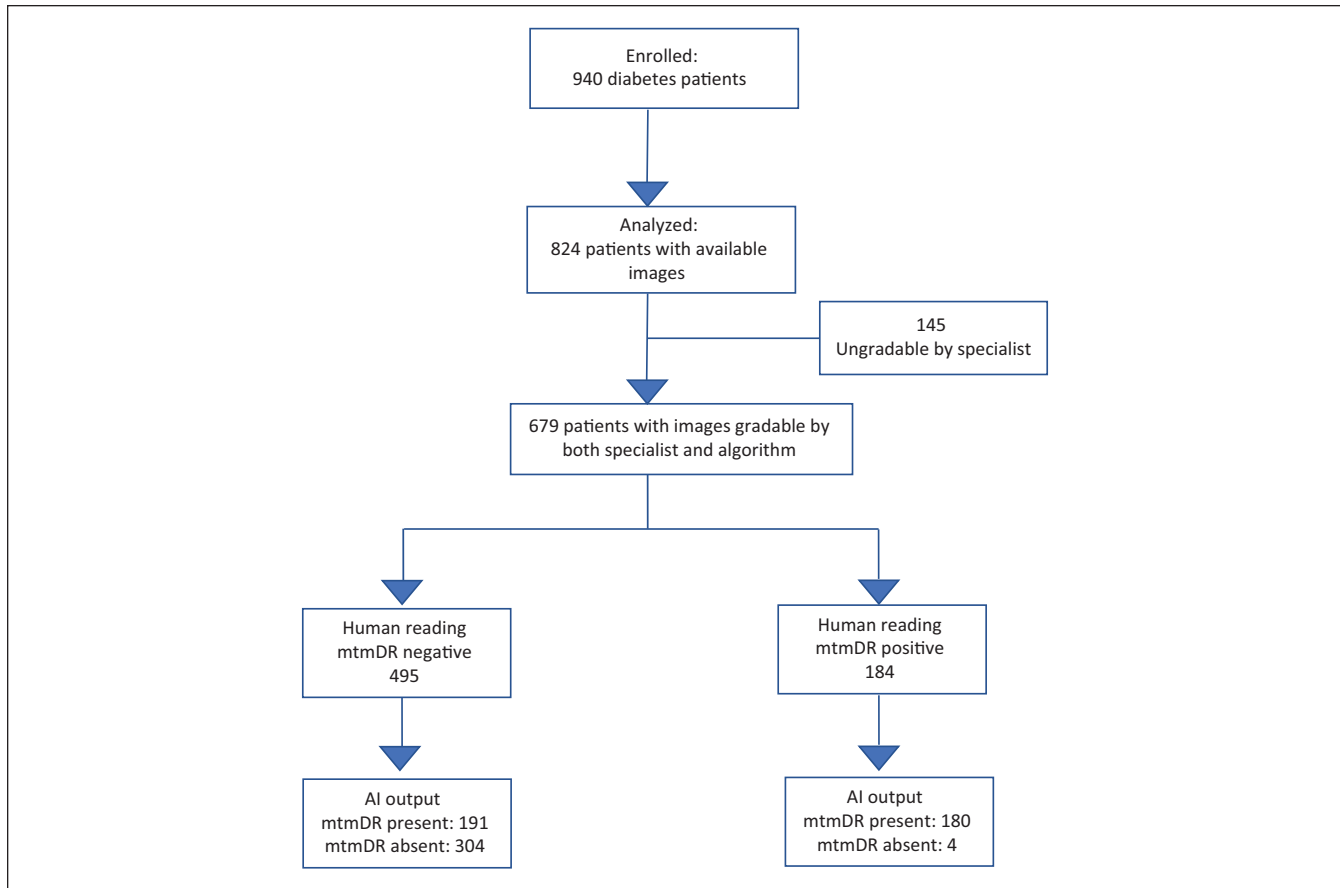 Enrolled:
940 diabetes patients
Analyzed:
824 patients with available
images
145
Ungradable by specialist
679 patients with images gradable by
both specialist and algorithm
Human reading
mtmDR negative
495
Human reading
mtmDR positive
184
AI output
mtmDR present: 191
mtmDR absent: 304
AI output
mtmDR present: 180
mtmDR absent: 4